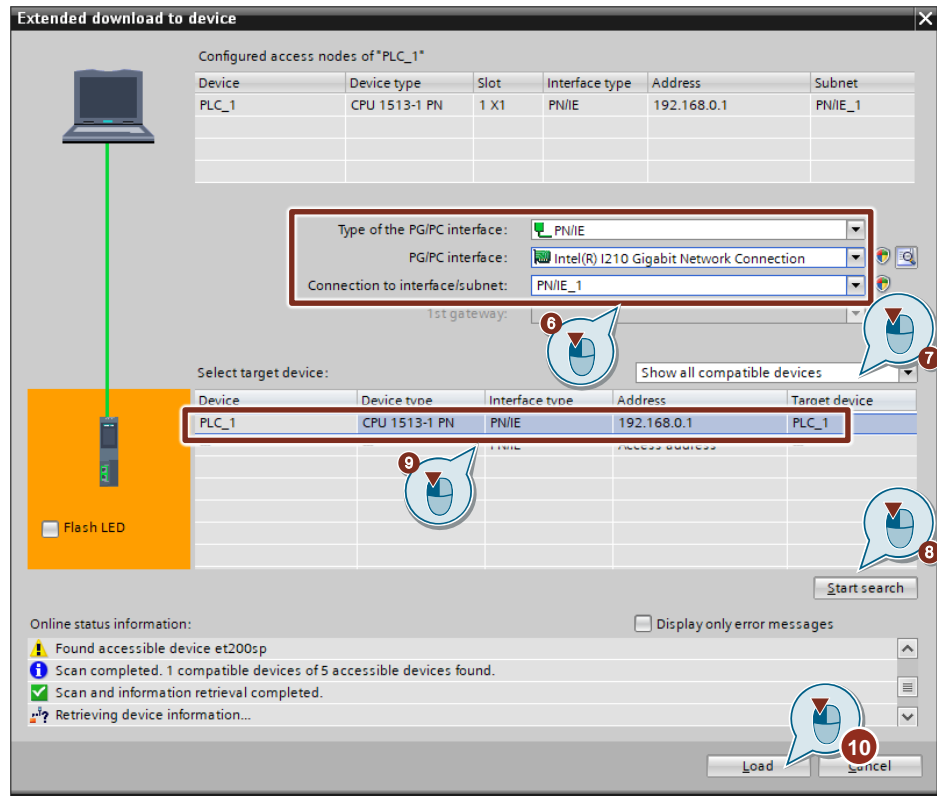 Extended download to device
Configured access nodes of "PLC_1"
Device Device type Slot Interface type Address Subnet
PLC_1 CPU 1513-1 PN 1 X1 PN/IE 192.168.0.1 PN/IE_1
Type of the PG/PC interface: PN/IE
PG/PC interface: Intel(R) I210 Gigabit Network Connection
Connection to interface/subnet: PN/IE_1
1st gateway:
6
7
Select target device: Show all compatible devices
Device Device type Interface type Address Target device
PLC_1 CPU 1513-1 PN PN/IE 192.168.0.1 PLC_1
— — PN/IE Access address —
9
Flash LED
8
Start search
Online status information: Display only error messages
Found accessible device et200sp
Scan completed. 1 compatible devices of 5 accessible devices found.
Scan and information retrieval completed.
Retrieving device information...
10
Load Cancel